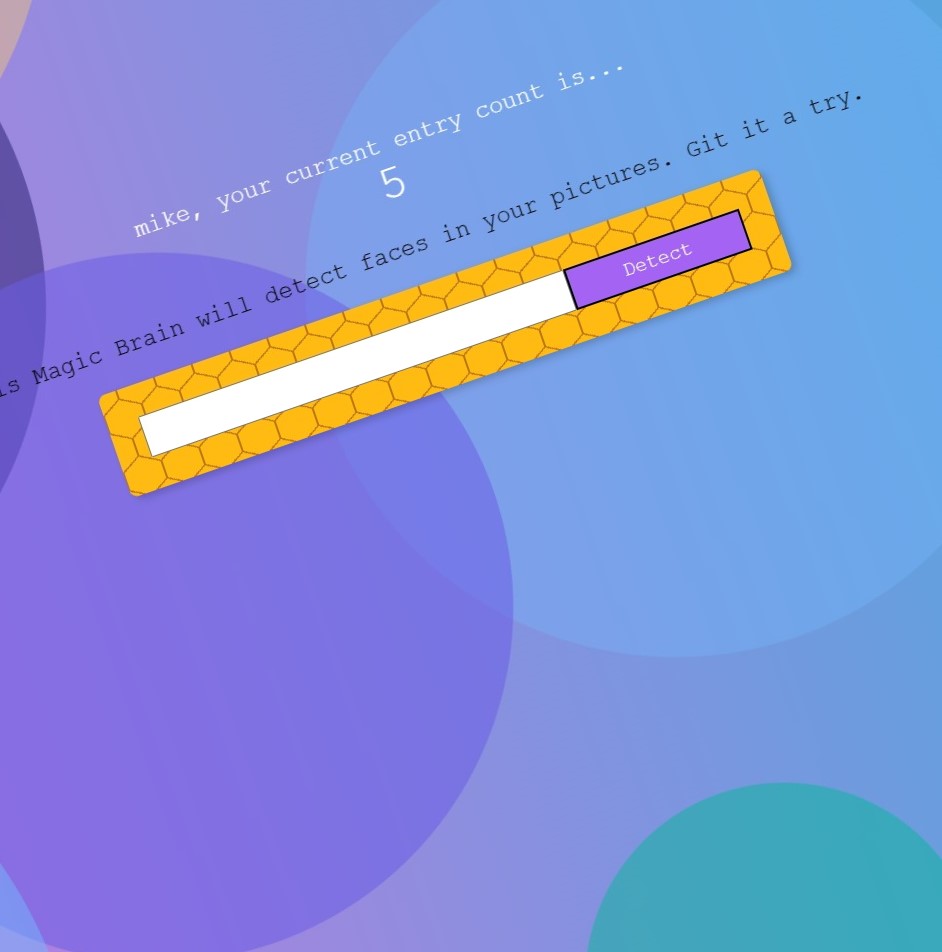 mike, your current entry count is...
5
is Magic Brain will detect faces in your pictures. Git it a try.
Detect